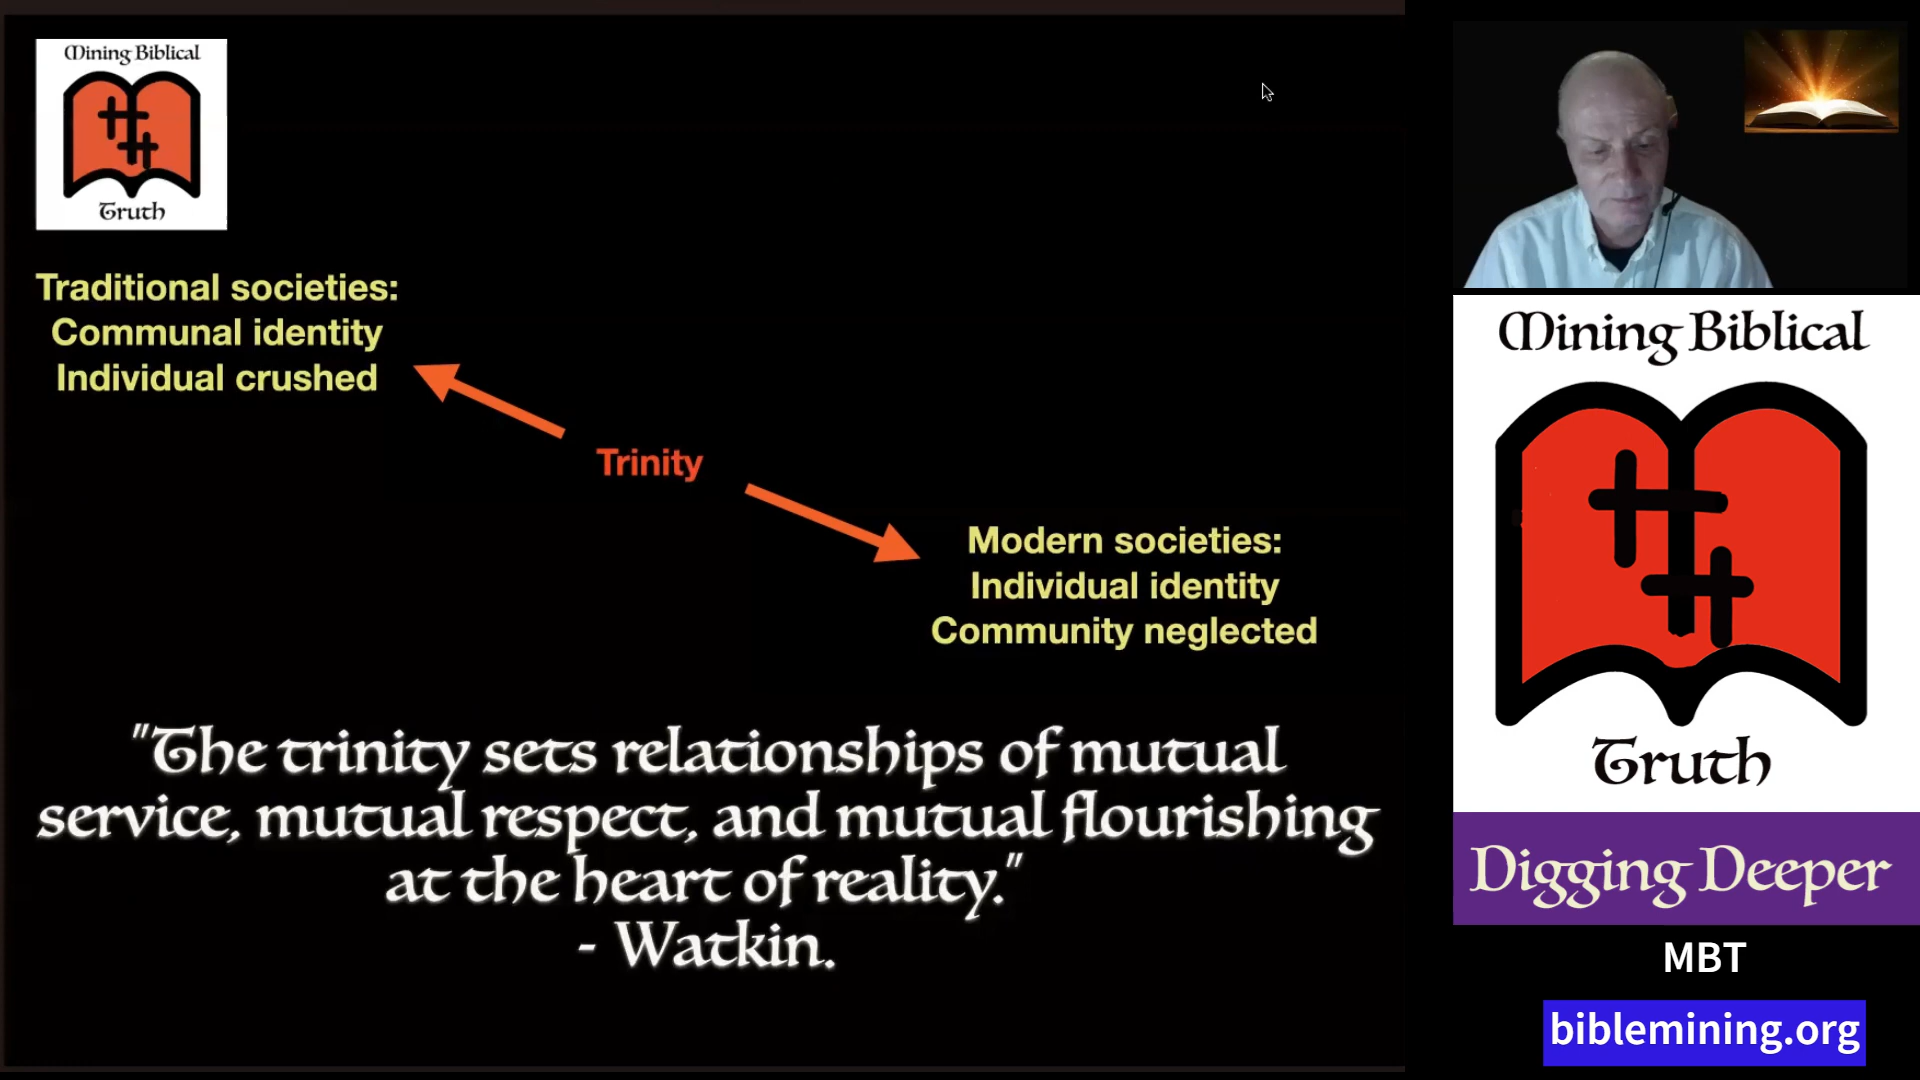 Mining Biblical
Truth
Traditional societies:
Communal identity
Individual crushed
Trinity
Modern societies:
Individual identity
Community neglected
"The trinity sets relationships of mutual
service, mutual respect, and mutual flourishing
at the heart of reality."
- Watkin.
Mining Biblical
Truth
Digging Deeper
MBT
biblemining.org